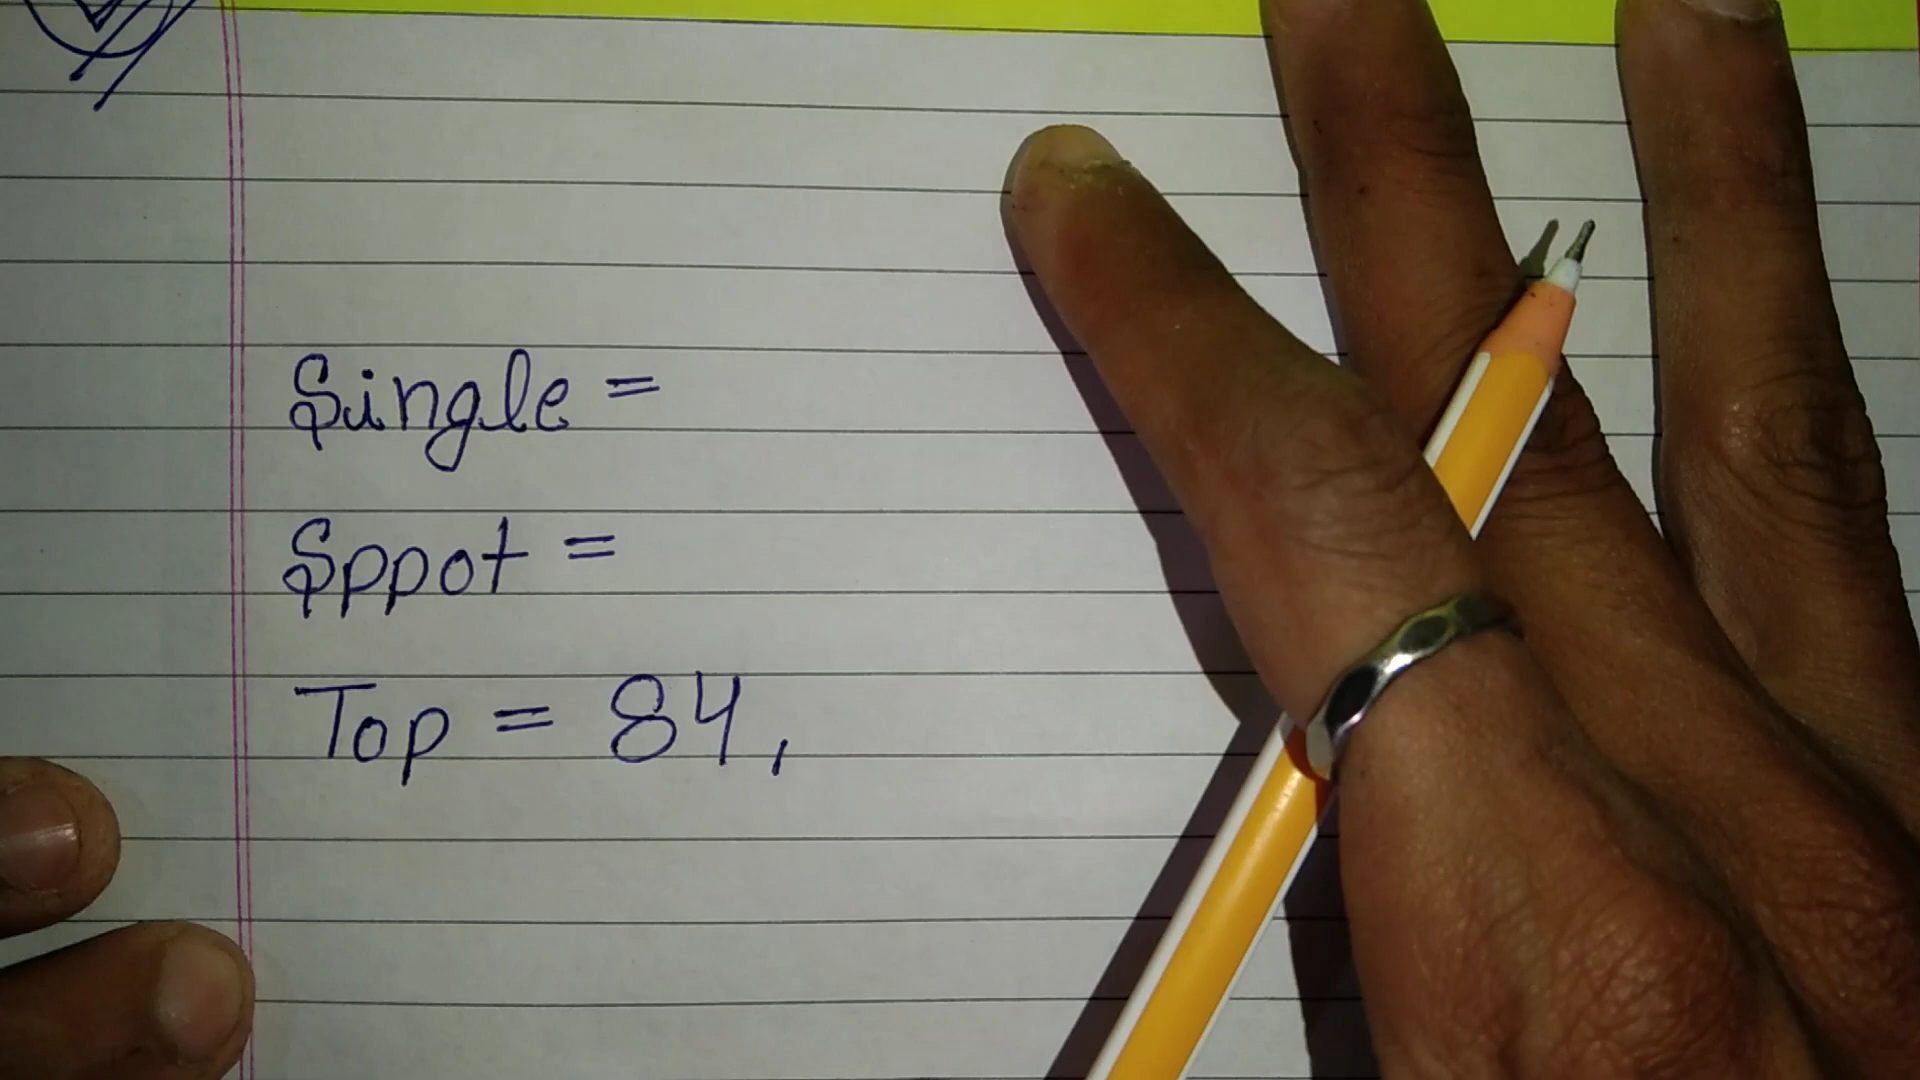 Single =
Sppot =
Top = 84,